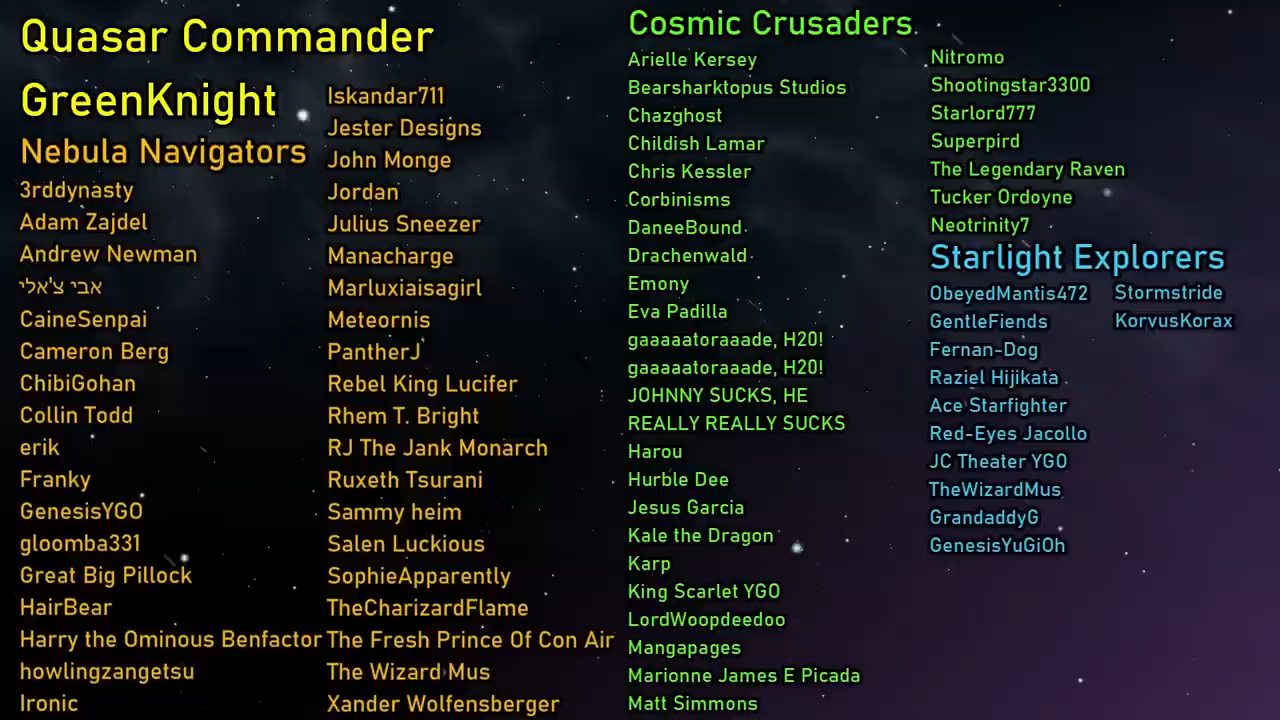 Quasar Commander
GreenKnight
Nebula Navigators
3rddynasty
Adam Zajdel
Andrew Newman
אבי צ'אלי
CaineSenpai
Cameron Berg
ChibiGohan
Collin Todd
erik
Franky
GenesisYGO
gloomba331
Great Big Pillock
HairBear
Harry the Ominous Benfactor
howlingzangetsu
Ironic
Iskandar711
Jester Designs
John Monge
Jordan
Julius Sneezer
Manacharge
Marluxiaisagirl
Meteornis
PantherJ
Rebel King Lucifer
Rhem T. Bright
RJ The Jank Monarch
Ruxeth Tsurani
Sammy heim
Salen Luckious
SophieApparently
TheCharizardFlame
The Fresh Prince Of Con Air
The Wizard Mus
Xander Wolfensberger
Cosmic Crusaders
Arielle Kersey
Bearsharktopus Studios
Chazghost
Childish Lamar
Chris Kessler
Corbinisms
DaneeBound
Drachenwald
Emony
Eva Padilla
gaaaaatoraaade, H20!
gaaaaatoraaade, H20!
JOHNNY SUCKS, HE
REALLY REALLY SUCKS
Harou
Hurble Dee
Jesus Garcia
Kale the Dragon
Karp
King Scarlet YGO
LordWoopdeedoo
Mangapages
Marionne James E Picada
Matt Simmons
Nitromo
Shootingstar3300
Starlord777
Superpird
The Legendary Raven
Tucker Ordoyne
Neotrinity7
Starlight Explorers
ObeyedMantis472
GentleFiends
Fernan-Dog
Raziel Hijikata
Ace Starfighter
Red-Eyes Jacollo
JC Theater YGO
TheWizardMus
GrandaddyG
GenesisYuGiOh
Stormstride
KorvusKorax